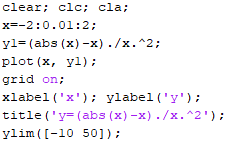 clear; clc; cla;
x=-2:0.01:2;
y1=(abs(x)-x)./x.^2;
plot(x, y1);
grid on;
xlabel('x'); ylabel('y');
title('y=(abs(x)-x)./x.^2');
ylim([-10 50]);